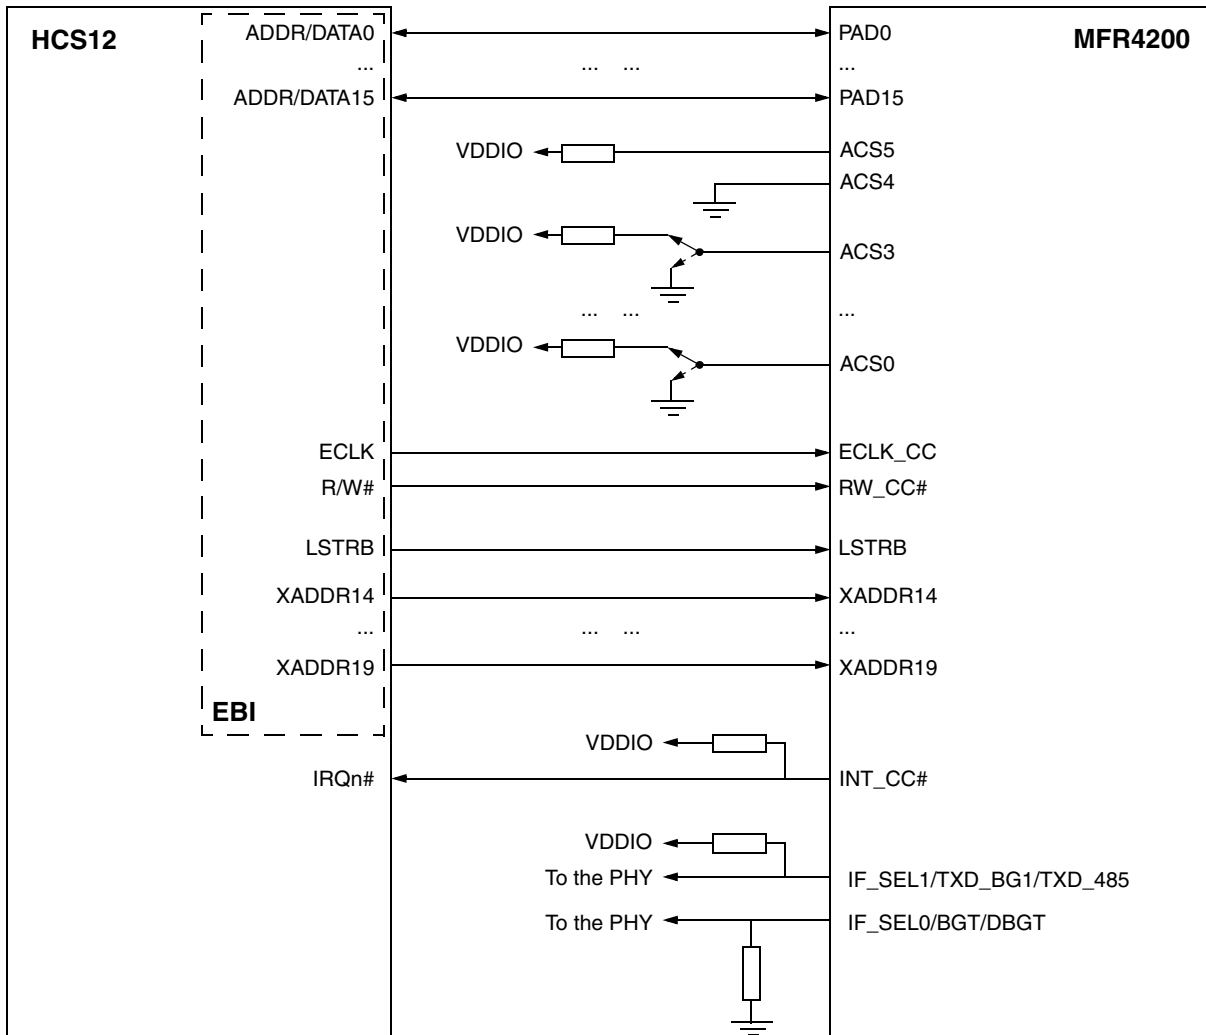 HCS12
MFR4200
ADDR/DATA0
PAD0
... ... ... ...
ADDR/DATA15
PAD15
VDDIO
ACS5
ACS4
VDDIO
ACS3
... ... ...
VDDIO
ACS0
ECLK
ECLK_CC
R/W#
RW_CC#
LSTRB
LSTRB
XADDR14
XADDR14
... ... ... ...
XADDR19
XADDR19
EBI
VDDIO
IRQn#
INT_CC#
VDDIO
To the PHY
IF_SEL1/TXD_BG1/TXD_485
To the PHY
IF_SEL0/BGT/DBGT